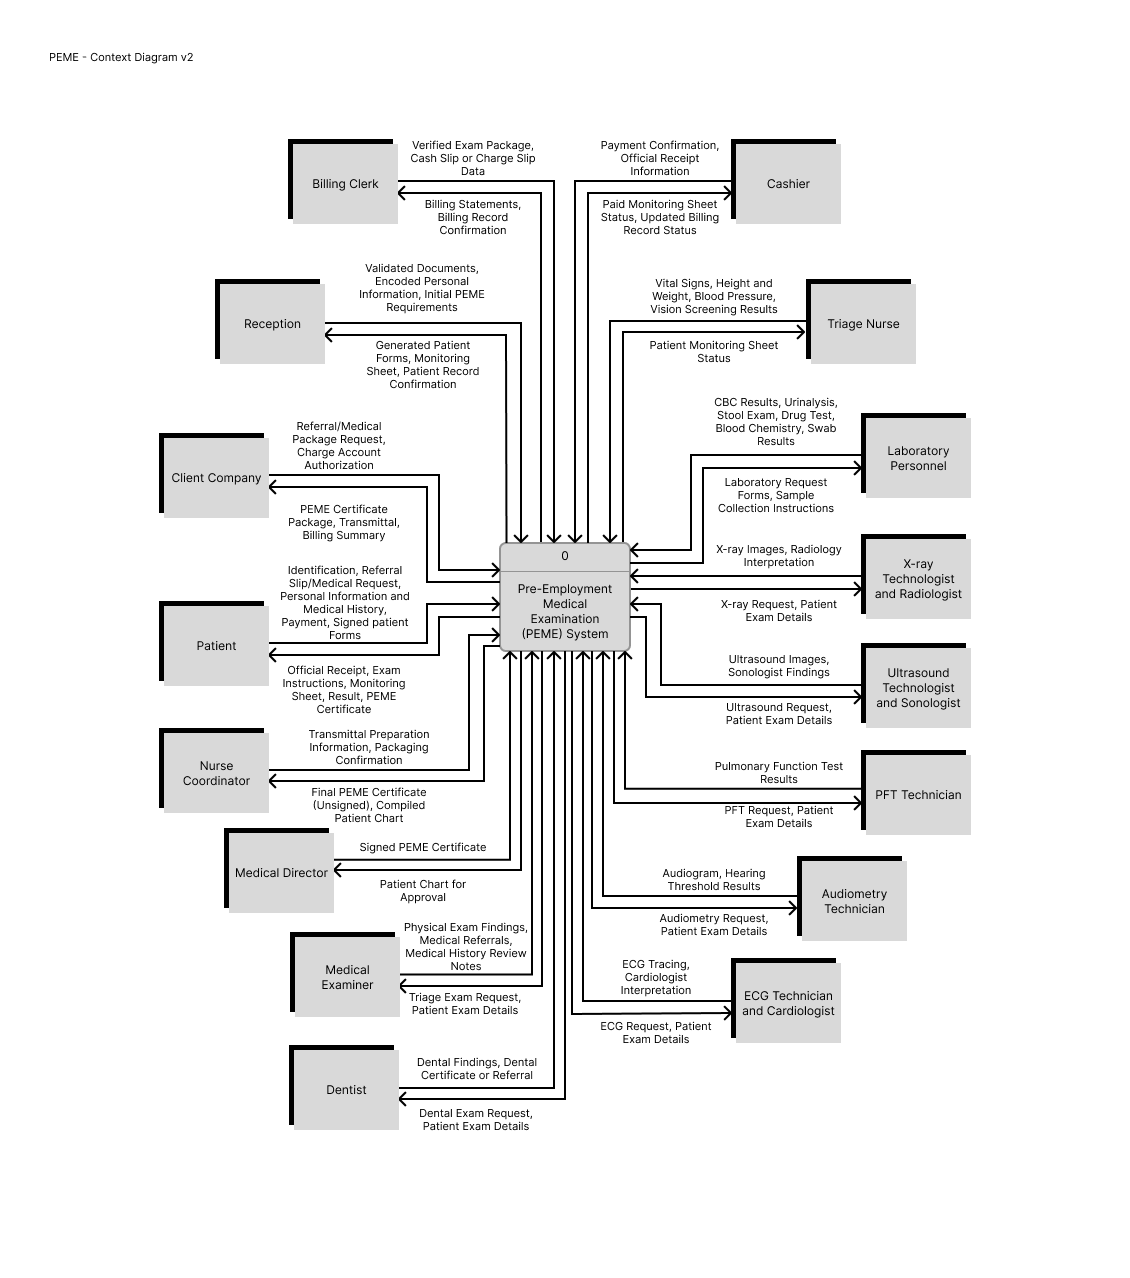 PEME - Context Diagram v2
Billing Clerk
Verified Exam Package,
Cash Slip or Charge Slip
Data
Billing Statements,
Billing Record
Confirmation
Payment Confirmation,
Official Receipt
Information
Cashier
Paid Monitoring Sheet
Status, Updated Billing
Record Status
Reception
Validated Documents,
Encoded Personal
Information, Initial PEME
Requirements
Generated Patient
Forms, Monitoring
Sheet, Patient Record
Confirmation
Vital Signs, Height and
Weight, Blood Pressure,
Vision Screening Results
Triage Nurse
Patient Monitoring Sheet
Status
Client Company
Referral/Medical
Package Request,
Charge Account
Authorization
PEME Certificate
Package, Transmittal,
Billing Summary
CBC Results, Urinalysis,
Stool Exam, Drug Test,
Blood Chemistry, Swab
Results
Laboratory
Personnel
Laboratory Request
Forms, Sample
Collection Instructions
0
Pre-Employment
Medical
Examination
(PEME) System
X-ray Images, Radiology
Interpretation
X-ray
Technologist
and Radiologist
X-ray Request, Patient
Exam Details
Patient
Identification, Referral
Slip/Medical Request,
Personal Information and
Medical History,
Payment, Signed patient
Forms
Official Receipt, Exam
Instructions, Monitoring
Sheet, Result, PEME
Certificate
Ultrasound Images,
Sonologist Findings
Ultrasound
Technologist
and Sonologist
Ultrasound Request,
Patient Exam Details
Nurse
Coordinator
Transmittal Preparation
Information, Packaging
Confirmation
Final PEME Certificate
(Unsigned), Compiled
Patient Chart
Pulmonary Function Test
Results
PFT Technician
PFT Request, Patient
Exam Details
Medical Director
Signed PEME Certificate
Patient Chart for
Approval
Audiogram, Hearing
Threshold Results
Audiometry
Technician
Audiometry Request,
Patient Exam Details
Medical
Examiner
Physical Exam Findings,
Medical Referrals,
Medical History Review
Notes
Triage Exam Request,
Patient Exam Details
ECG Tracing,
Cardiologist
Interpretation
ECG Technician
and Cardiologist
ECG Request, Patient
Exam Details
Dentist
Dental Findings, Dental
Certificate or Referral
Dental Exam Request,
Patient Exam Details